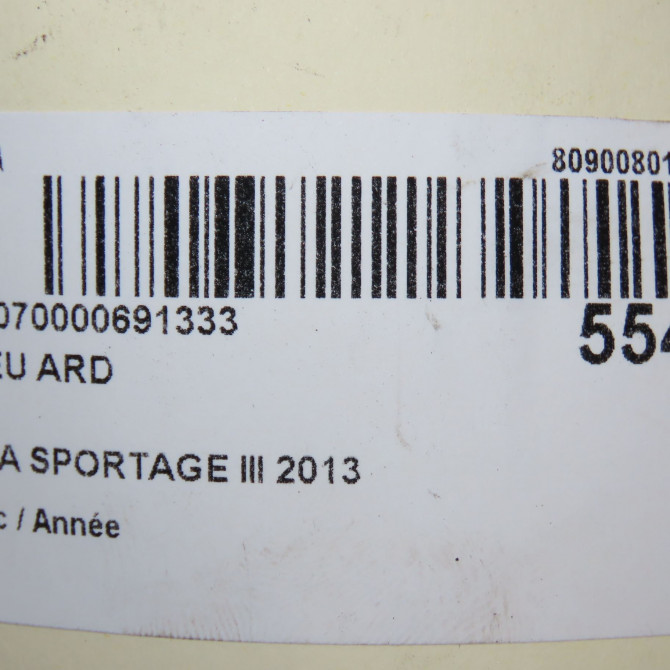 80900801
070000691333
554
EU ARD
A SPORTAGE III 2013
c / Année